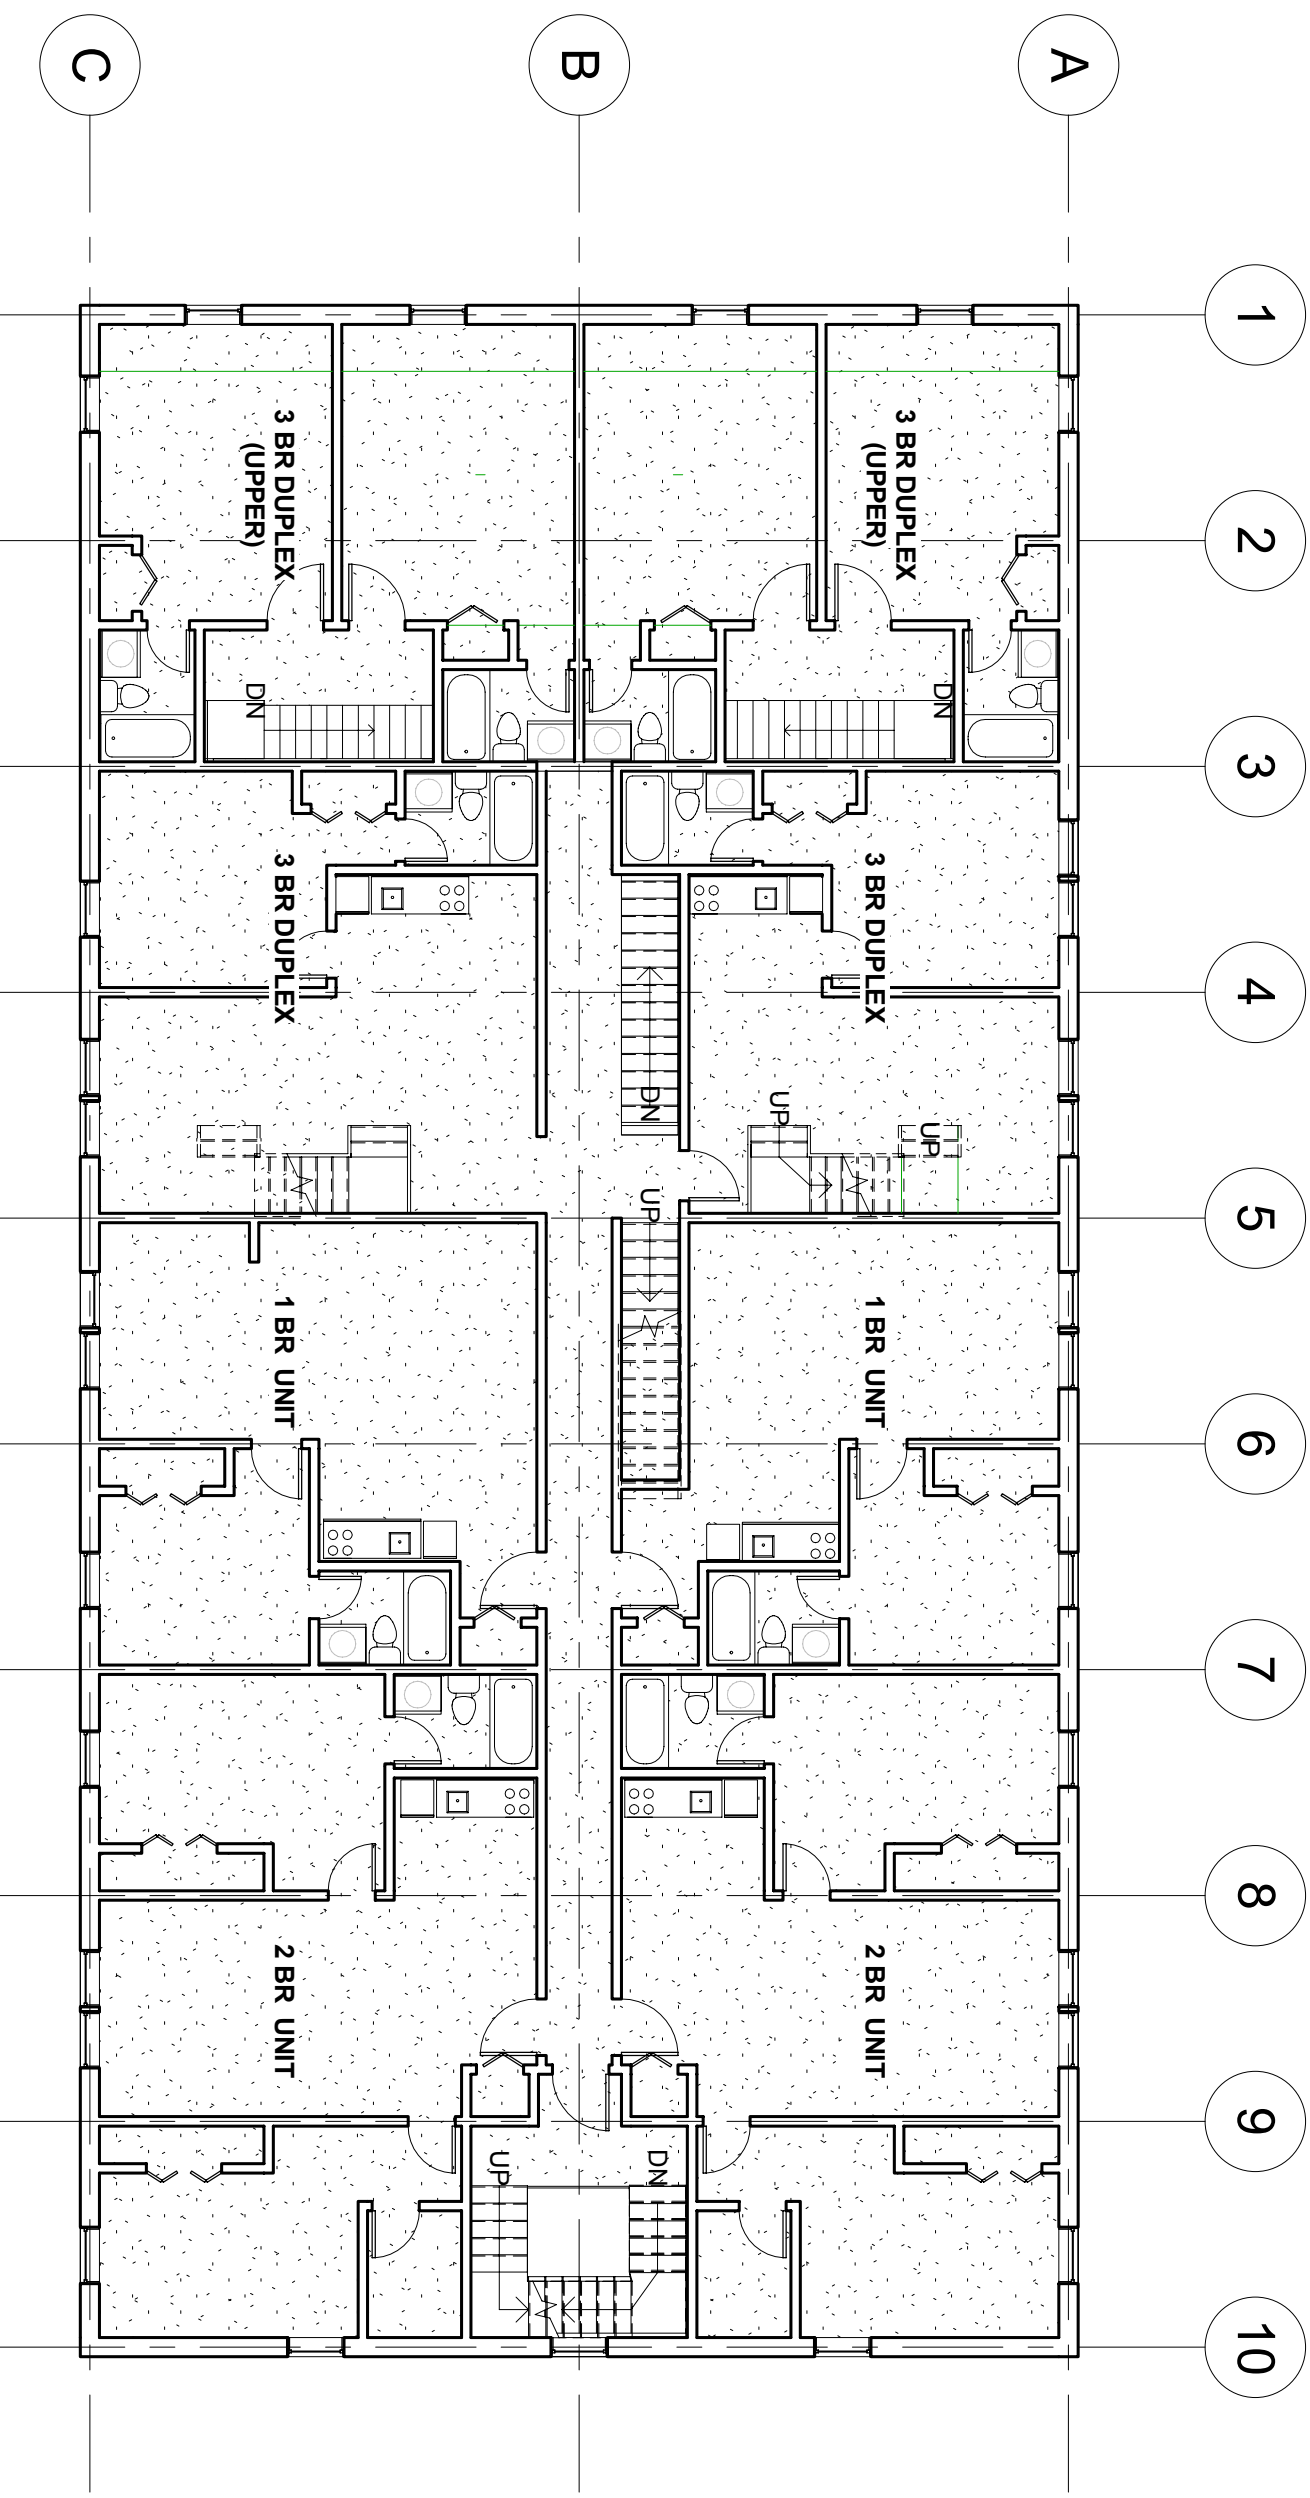 1
2
3
4
5
6
7
8
9
10
A
B
C
3 BR DUPLEX
(UPPER)
DN
3 BR DUPLEX
UP
UP
1 BR UNIT
2 BR UNIT
DN
UP
DN
UP
3 BR DUPLEX
(UPPER)
DN
3 BR DUPLEX
1 BR UNIT
2 BR UNIT